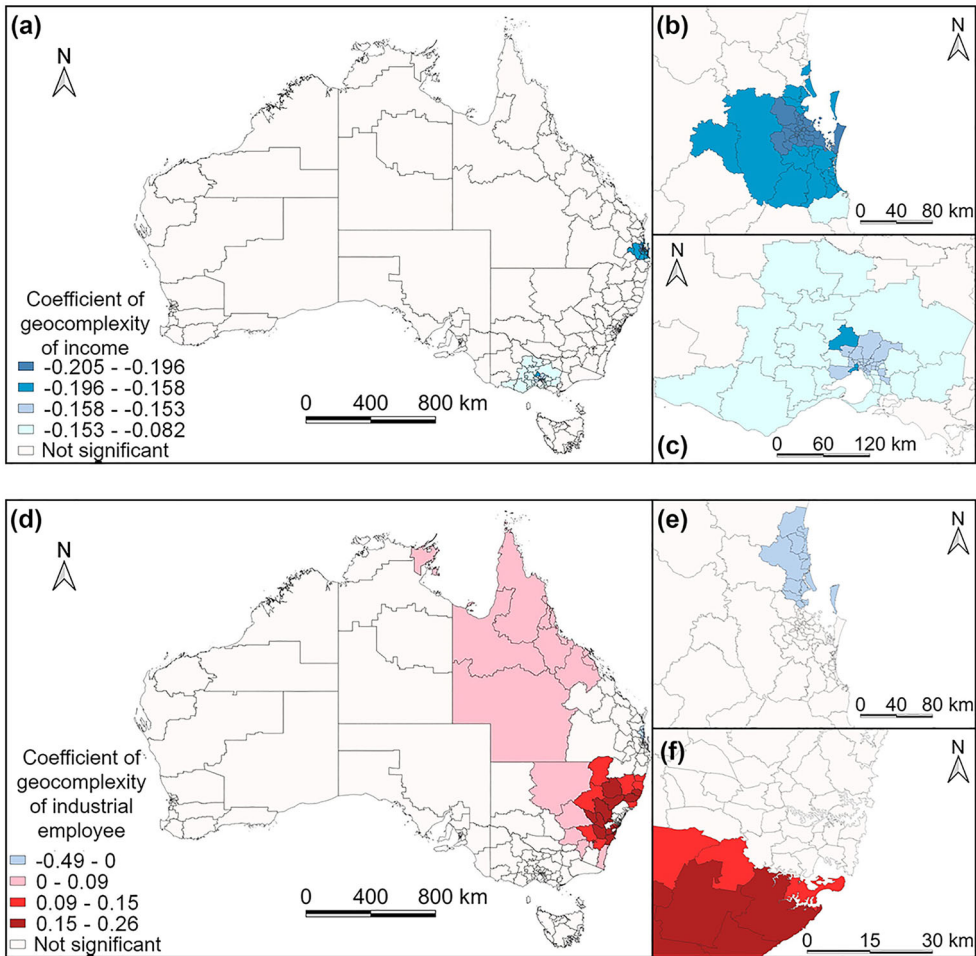 (a)
N
Coefficient of
geocomplexity
of income
-0.205 - -0.196
-0.196 - -0.158
-0.158 - -0.153
-0.153 - -0.082
Not significant
0 400 800 km
(b)
N
0 40 80 km
N
(c)
0 60 120 km
(d)
N
Coefficient of
geocomplexity
of industrial
employee
-0.49 - 0
0 - 0.09
0.09 - 0.15
0.15 - 0.26
Not significant
0 400 800 km
(e)
N
0 40 80 km
(f)
N
0 15 30 km